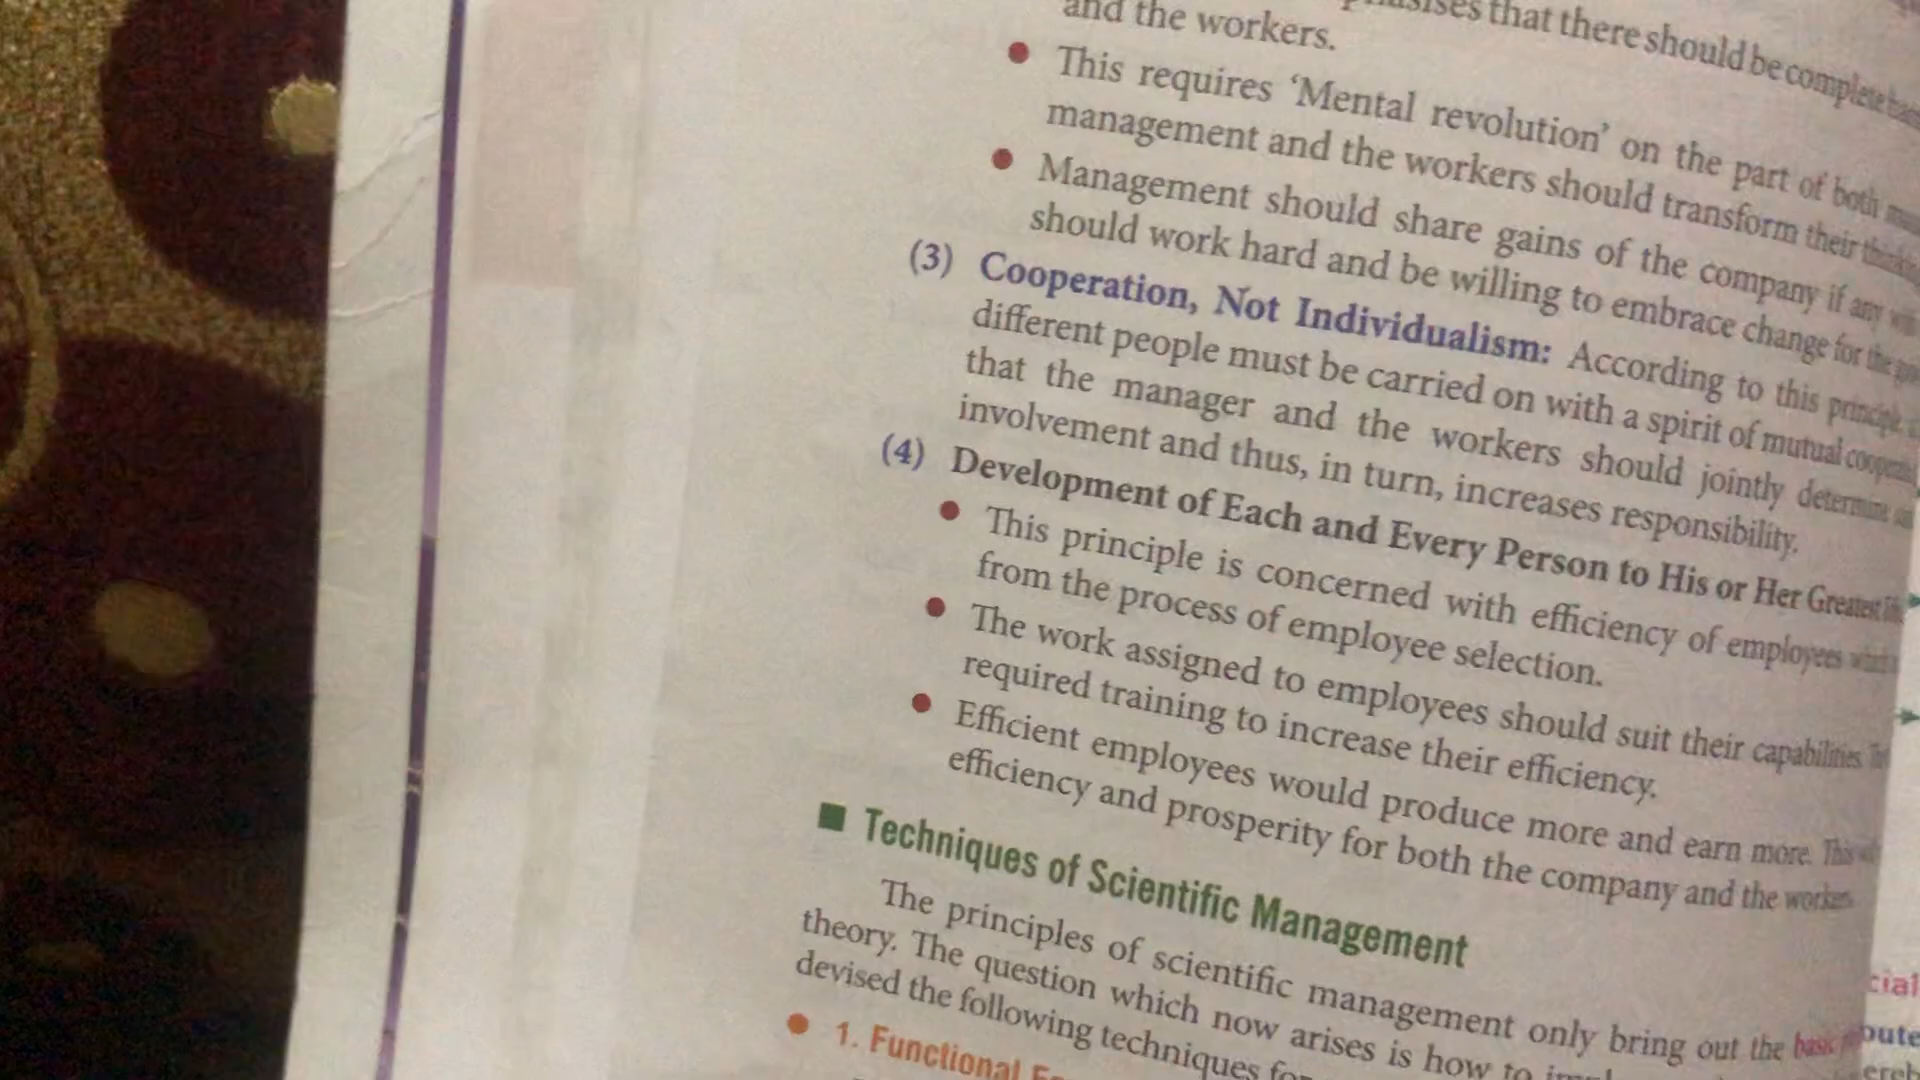 that there should be complete
and the workers.
● This requires ‘Mental revolution’ on the part of both
management and the workers should transform their thinking
● Management should share gains of the company if any
should work hard and be willing to embrace change for the
(3) Cooperation, Not Individualism: According to this principle,
different people must be carried on with a spirit of mutual
that the manager and the workers should jointly determine
involvement and thus, in turn, increases responsibility.
(4) Development of Each and Every Person to His or Her Greatest
● This principle is concerned with efficiency of employees
from the process of employee selection.
● The work assigned to employees should suit their capabilities.
required training to increase their efficiency.
● Efficient employees would produce more and earn more. This
efficiency and prosperity for both the company and the workers.
■ Techniques of Scientific Management
The principles of scientific management only bring out the basic
theory. The question which now arises is how to
devised the following techniques for
● 1. Functional
cial
bute